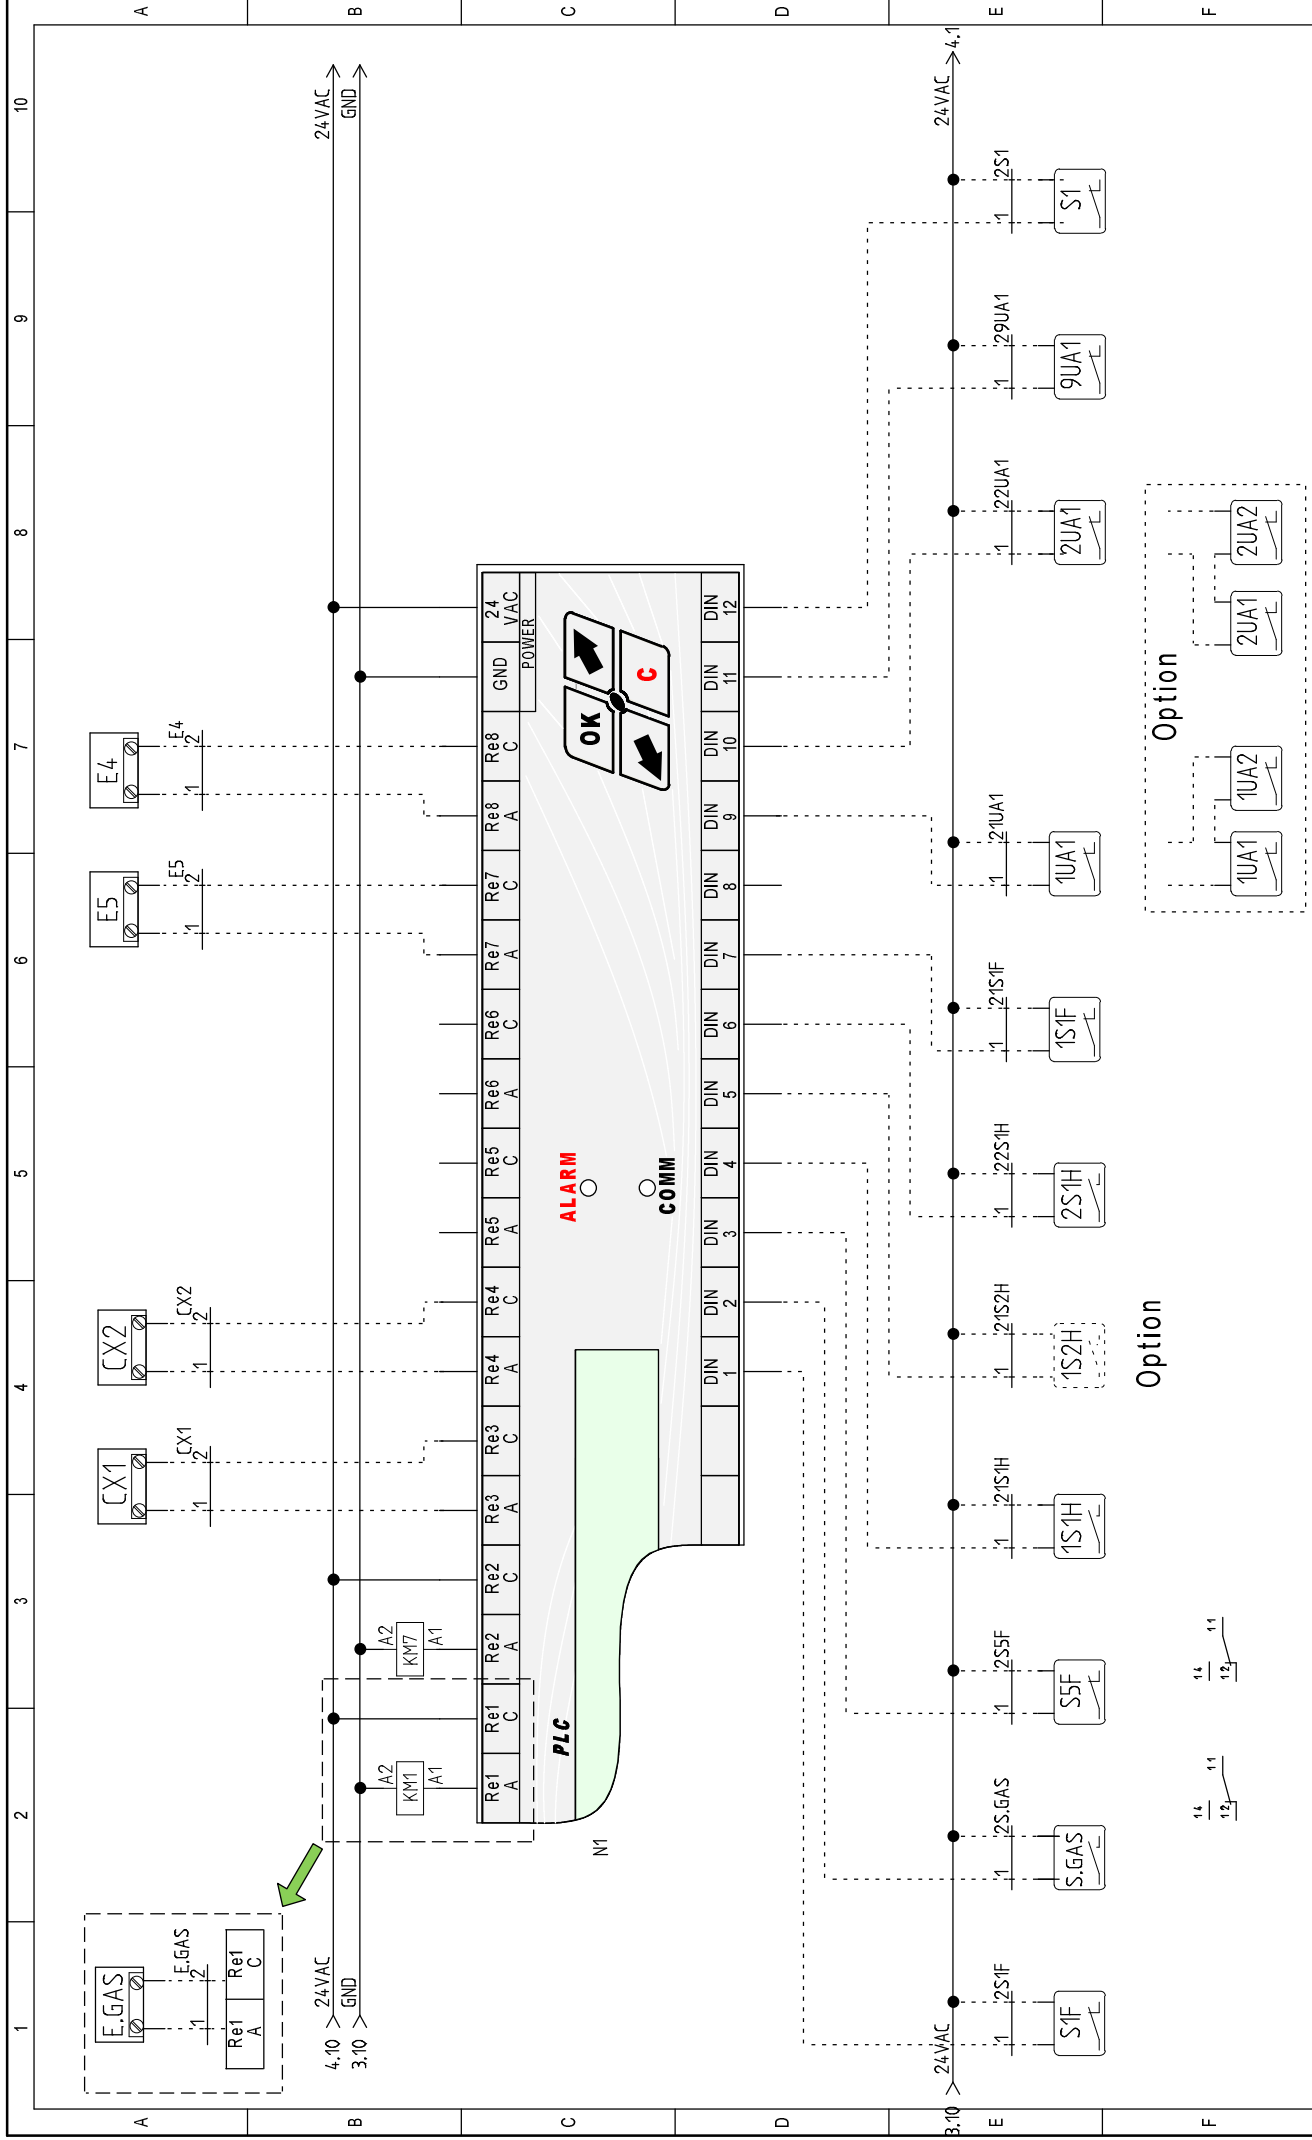 1 2 3 4 5 6 7 8 9 10
A
A
E.GAS
E.GAS
1 2
Re1 A
Re1 C
CX1
CX1
1 2
CX2
CX2
1 2
E5
E5
1 2
E4
E4
1 2
B
B
4.10 24VAC
24VAC
3.10 GND
GND
A2
KM1
A1
A2
KM7
A1
C
C
Re1 A
Re1 C
Re2 A
Re2 C
Re3 A
Re3 C
Re4 A
Re4 C
Re5 A
Re5 C
Re6 A
Re6 C
Re7 A
Re7 C
Re8 A
Re8 C
GND
24 VAC
POWER
PLC
N1
ALARM
COMM
OK
C
DIN 1
DIN 2
DIN 3
DIN 4
DIN 5
DIN 6
DIN 7
DIN 8
DIN 9
DIN 10
DIN 11
DIN 12
D
D
E
E
3.10 24VAC
24VAC 4.1
1 2S1F
S1F
1 2S.GAS
S.GAS
1 2S5F
S5F
1 21S1H
1S1H
1 21S2H
1S2H
1 22S1H
2S1H
1 21S1F
1S1F
1 21UA1
1UA1
1 22UA1
2UA1
1 29UA1
9UA1
1 2S1
S1
Option
Option
F
F
14
12
11
14
12
11
1UA1
1UA2
2UA1
2UA2